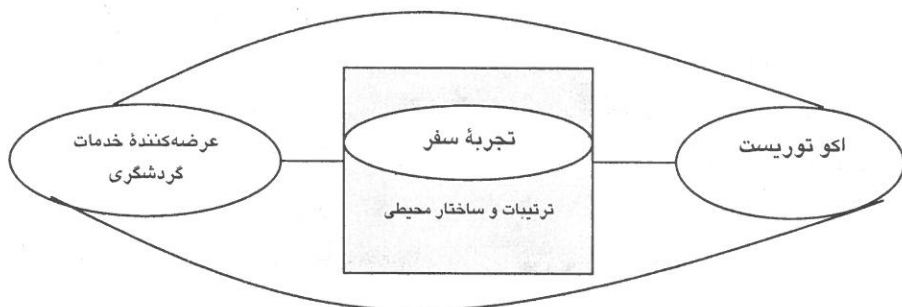 اکو توریست
تجربهٔ سفر
ترتیبات و ساختار محیطی
عرضه‌کنندهٔ خدمات
گردشگری